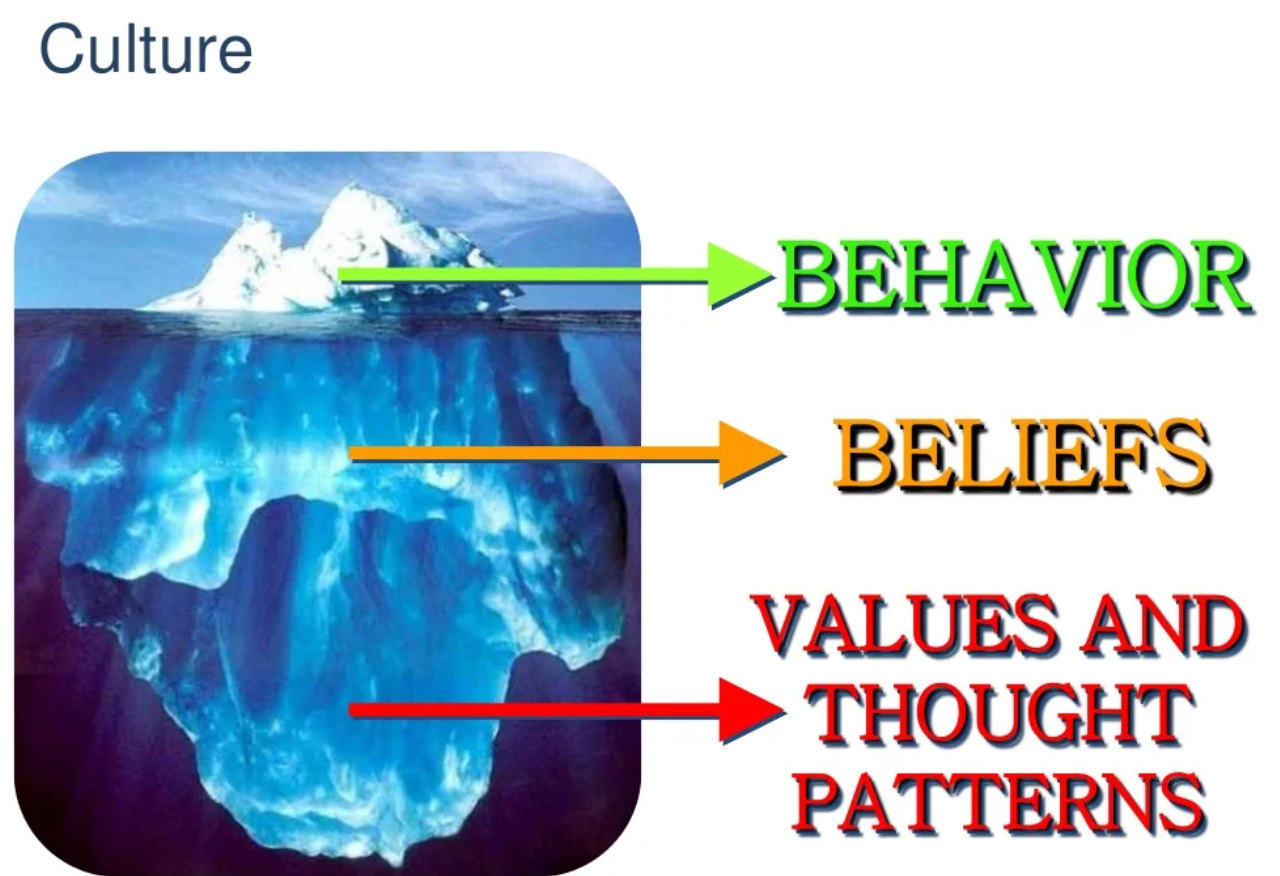 Culture
BEHAVIOR
BELIEFS
VALUES AND
THOUGHT
PATTERNS